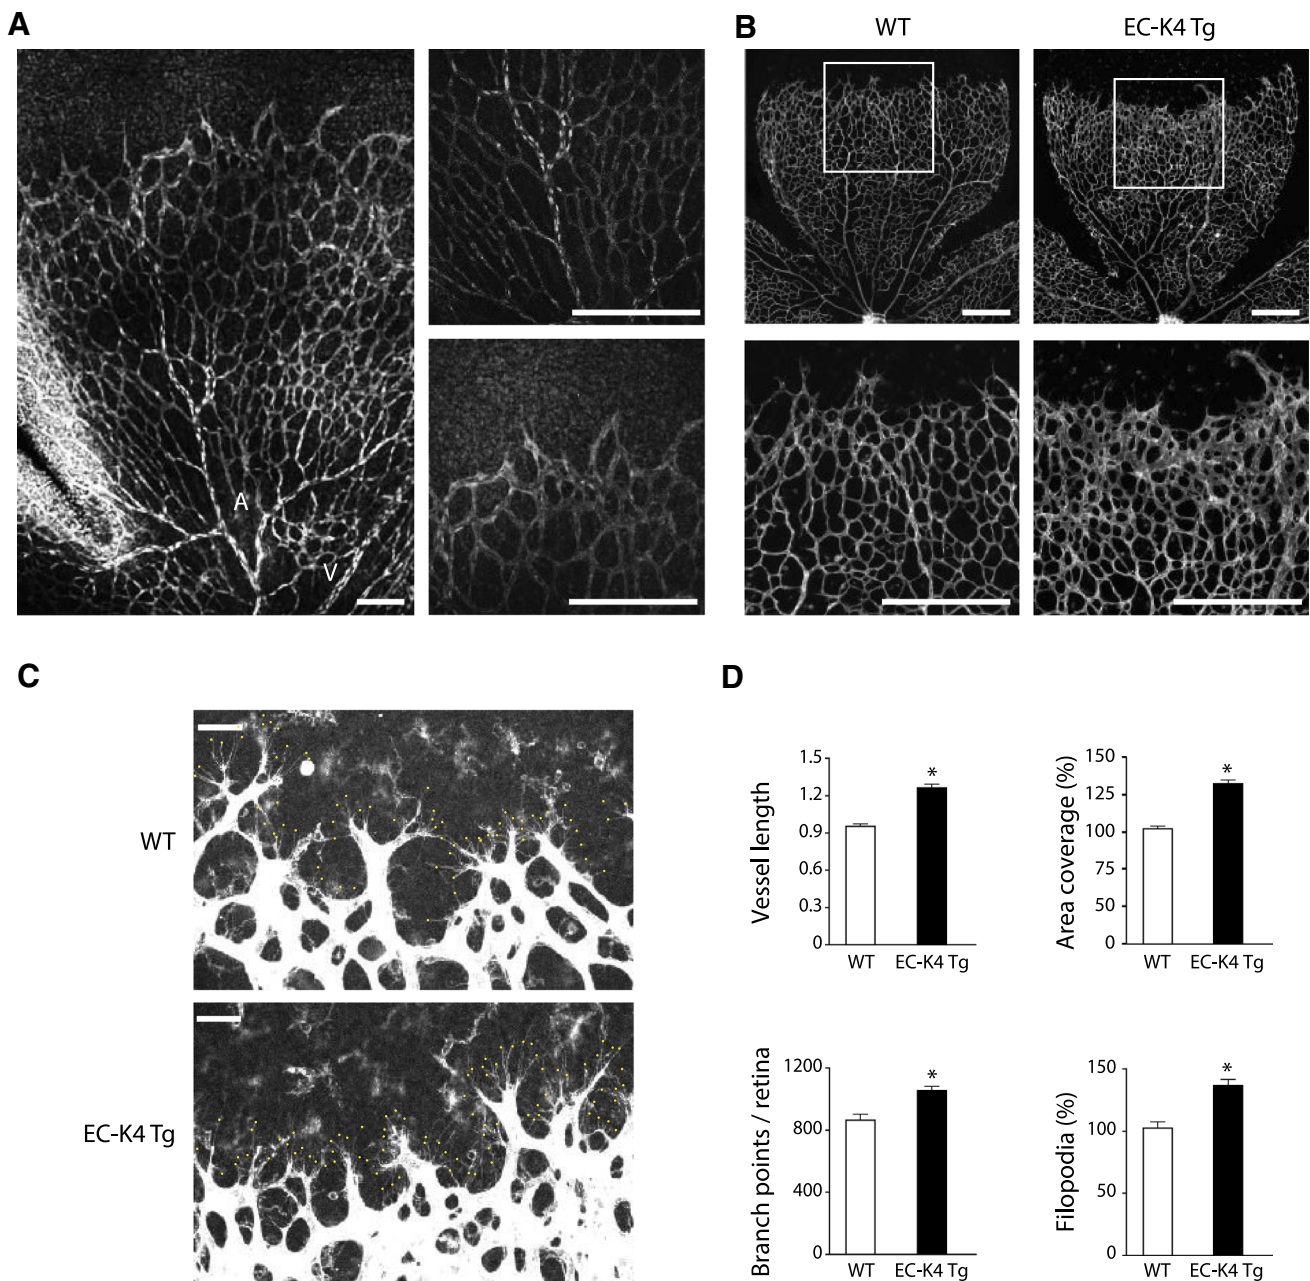 A
A
V
B
WT
EC-K4 Tg
C
WT
EC-K4 Tg
D
Vessel length
1.5
1.2
0.9
0.6
0.3
0
*
WT
EC-K4 Tg
Area coverage (%)
150
125
100
75
50
0
*
WT
EC-K4 Tg
Branch points / retina
1200
800
400
0
*
WT
EC-K4 Tg
Filopodia (%)
150
100
50
0
*
WT
EC-K4 Tg